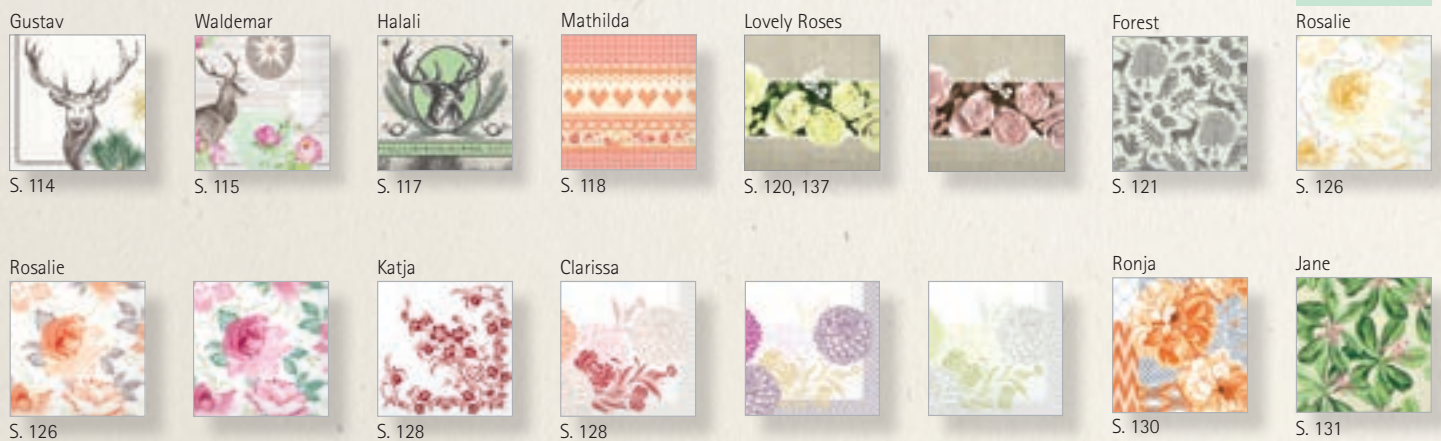 Gustav
Waldemar
Halali
Mathilda
Lovely Roses
Forest
Rosalie
S. 114
S. 115
S. 117
S. 118
S. 120, 137
S. 121
S. 126
Rosalie
Katja
Clarissa
Ronja
Jane
S. 126
S. 128
S. 128
S. 130
S. 131